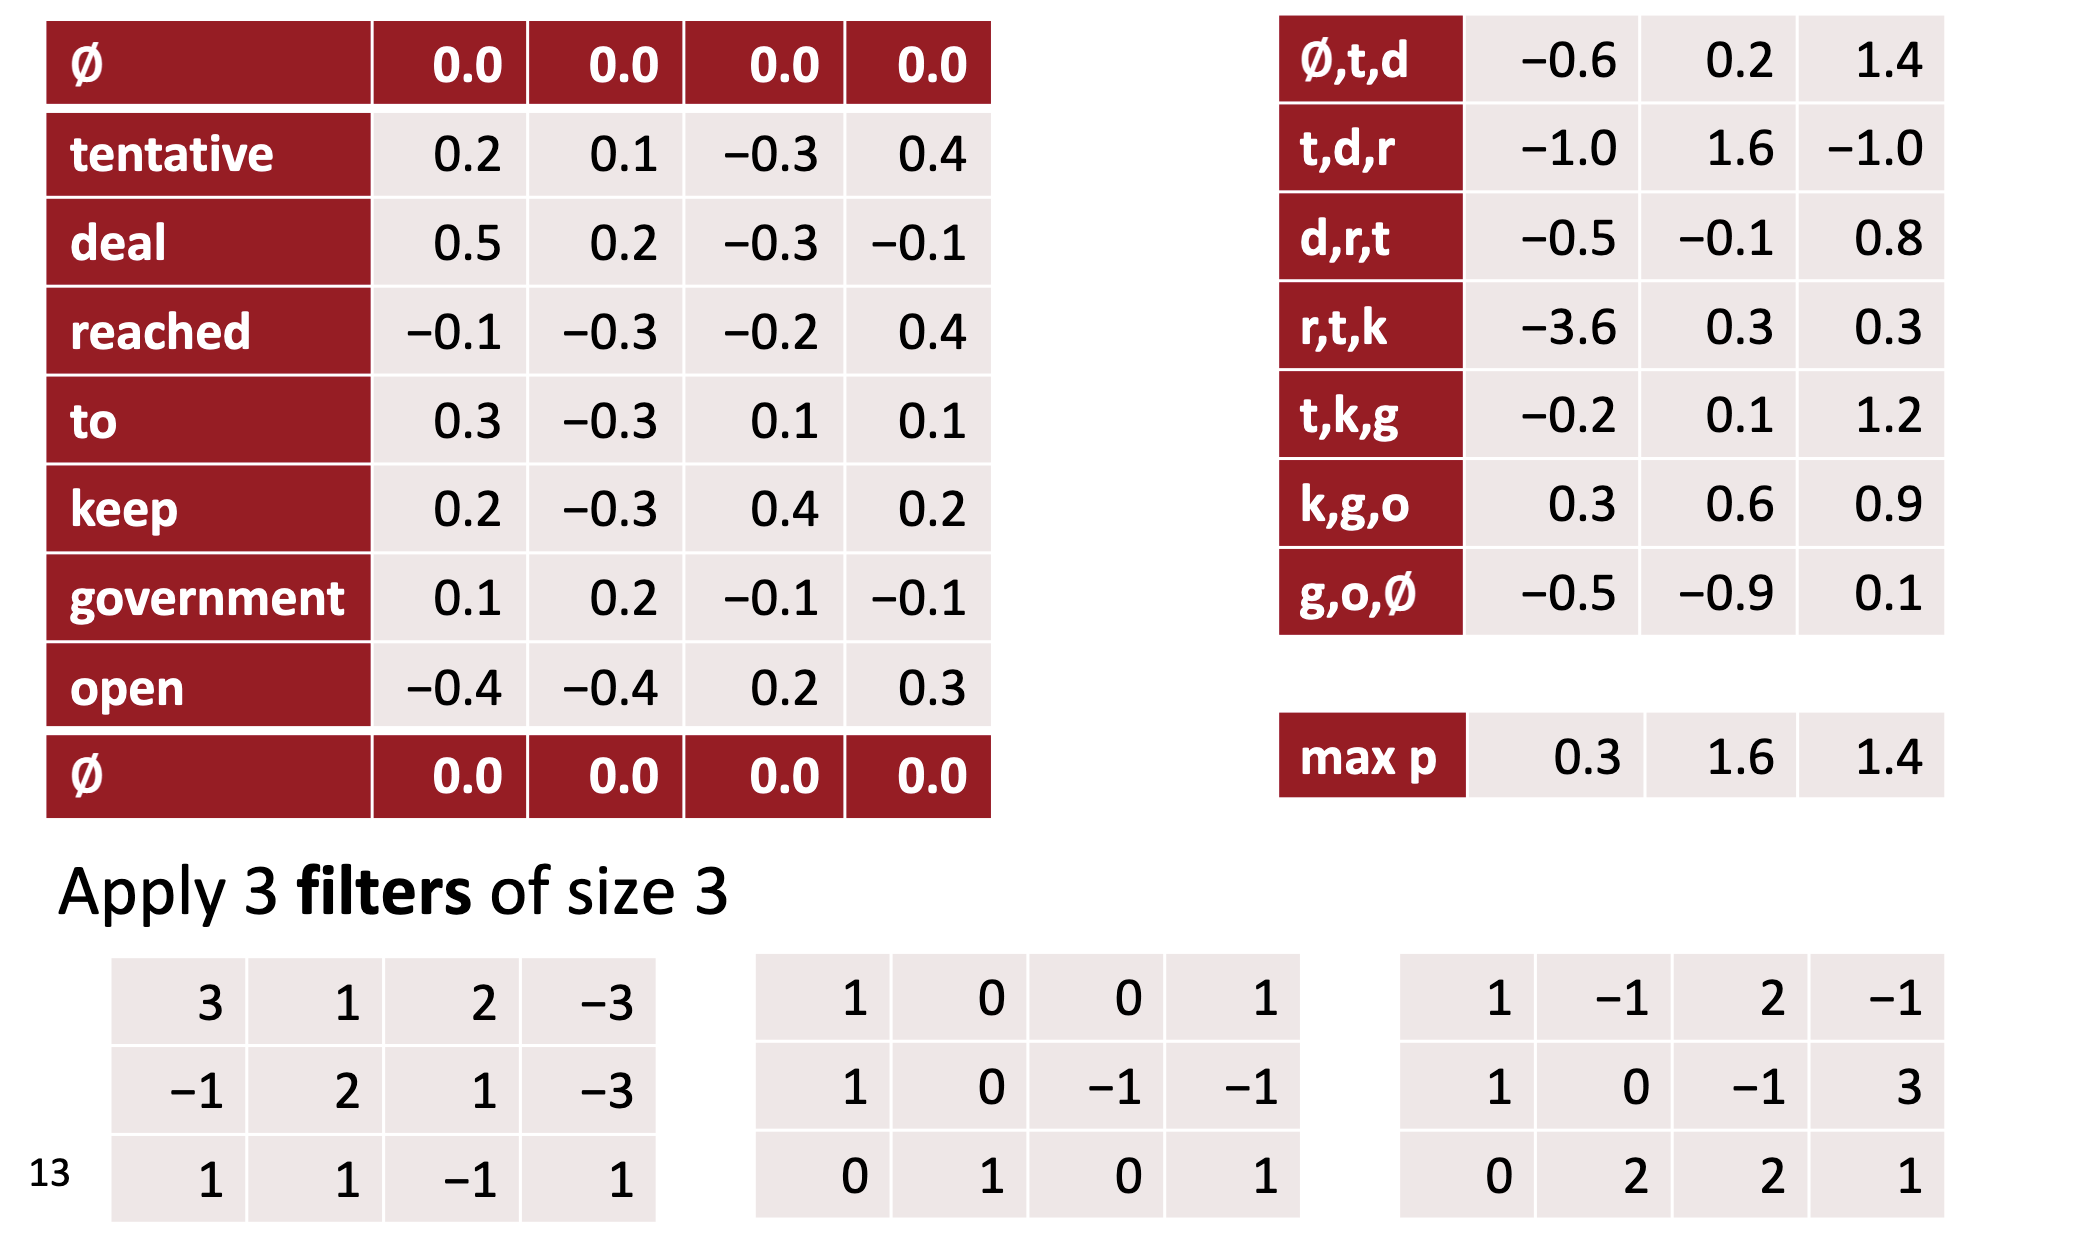 Ø 0.0 0.0 0.0 0.0
tentative 0.2 0.1 −0.3 0.4
deal 0.5 0.2 −0.3 −0.1
reached −0.1 −0.3 −0.2 0.4
to 0.3 −0.3 0.1 0.1
keep 0.2 −0.3 0.4 0.2
government 0.1 0.2 −0.1 −0.1
open −0.4 −0.4 0.2 0.3
Ø 0.0 0.0 0.0 0.0
Ø,t,d −0.6 0.2 1.4
t,d,r −1.0 1.6 −1.0
d,r,t −0.5 −0.1 0.8
r,t,k −3.6 0.3 0.3
t,k,g −0.2 0.1 1.2
k,g,o 0.3 0.6 0.9
g,o,Ø −0.5 −0.9 0.1
max p 0.3 1.6 1.4
Apply 3 filters of size 3
3 1 2 −3
−1 2 1 −3
1 1 −1 1
1 0 0 1
1 0 −1 −1
0 1 0 1
1 −1 2 −1
1 0 −1 3
0 2 2 1
13